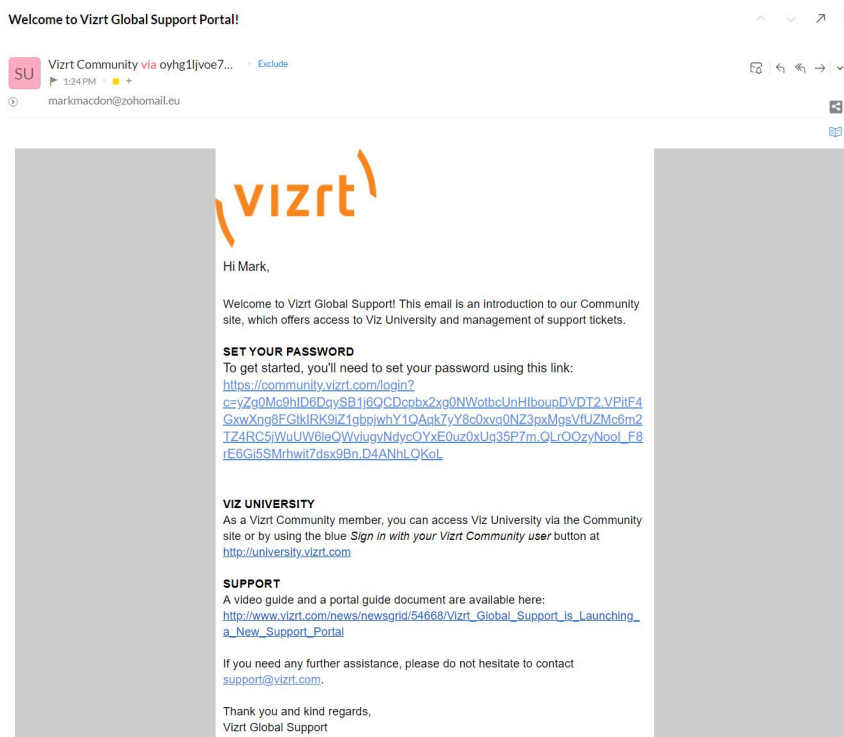 Welcome to Vizrt Global Support Portal!
SU
Vizrt Community via oyhg1ljvoe7...
Exclude
1:24 PM
markmacdon@zohomail.eu
vizrt
Hi Mark,
Welcome to Vizrt Global Support! This email is an introduction to our Community
site, which offers access to Viz University and management of support tickets.
SET YOUR PASSWORD
To get started, you'll need to set your password using this link:
https://community.vizrt.com/login?
c=yZg0Mc9hID6DqySB1j6QCDcpbx2xg0NWotbcUnHIboupDVDT2.VPitF4
GxwXng8FGtkIRK9iZ1gbpjwhY1QAqk7yY8c0xvq0NZ3pxMgsVfUZMc6m2
TZ4RC5jWuUW6leQWviugvNdycOYxE0uz0xUq35P7m.QLrOOzyNooI_F8
rE6Gi5SMrhwit7dsx9Bn.D4ANhLQKoL
VIZ UNIVERSITY
As a Vizrt Community member, you can access Viz University via the Community
site or by using the blue Sign in with your Vizrt Community user button at
http://university.vizrt.com
SUPPORT
A video guide and a portal guide document are available here:
http://www.vizrt.com/news/newsgrid/54668/Vizrt_Global_Support_is_Launching_
a_New_Support_Portal
If you need any further assistance, please do not hesitate to contact
support@vizrt.com.
Thank you and kind regards,
Vizrt Global Support